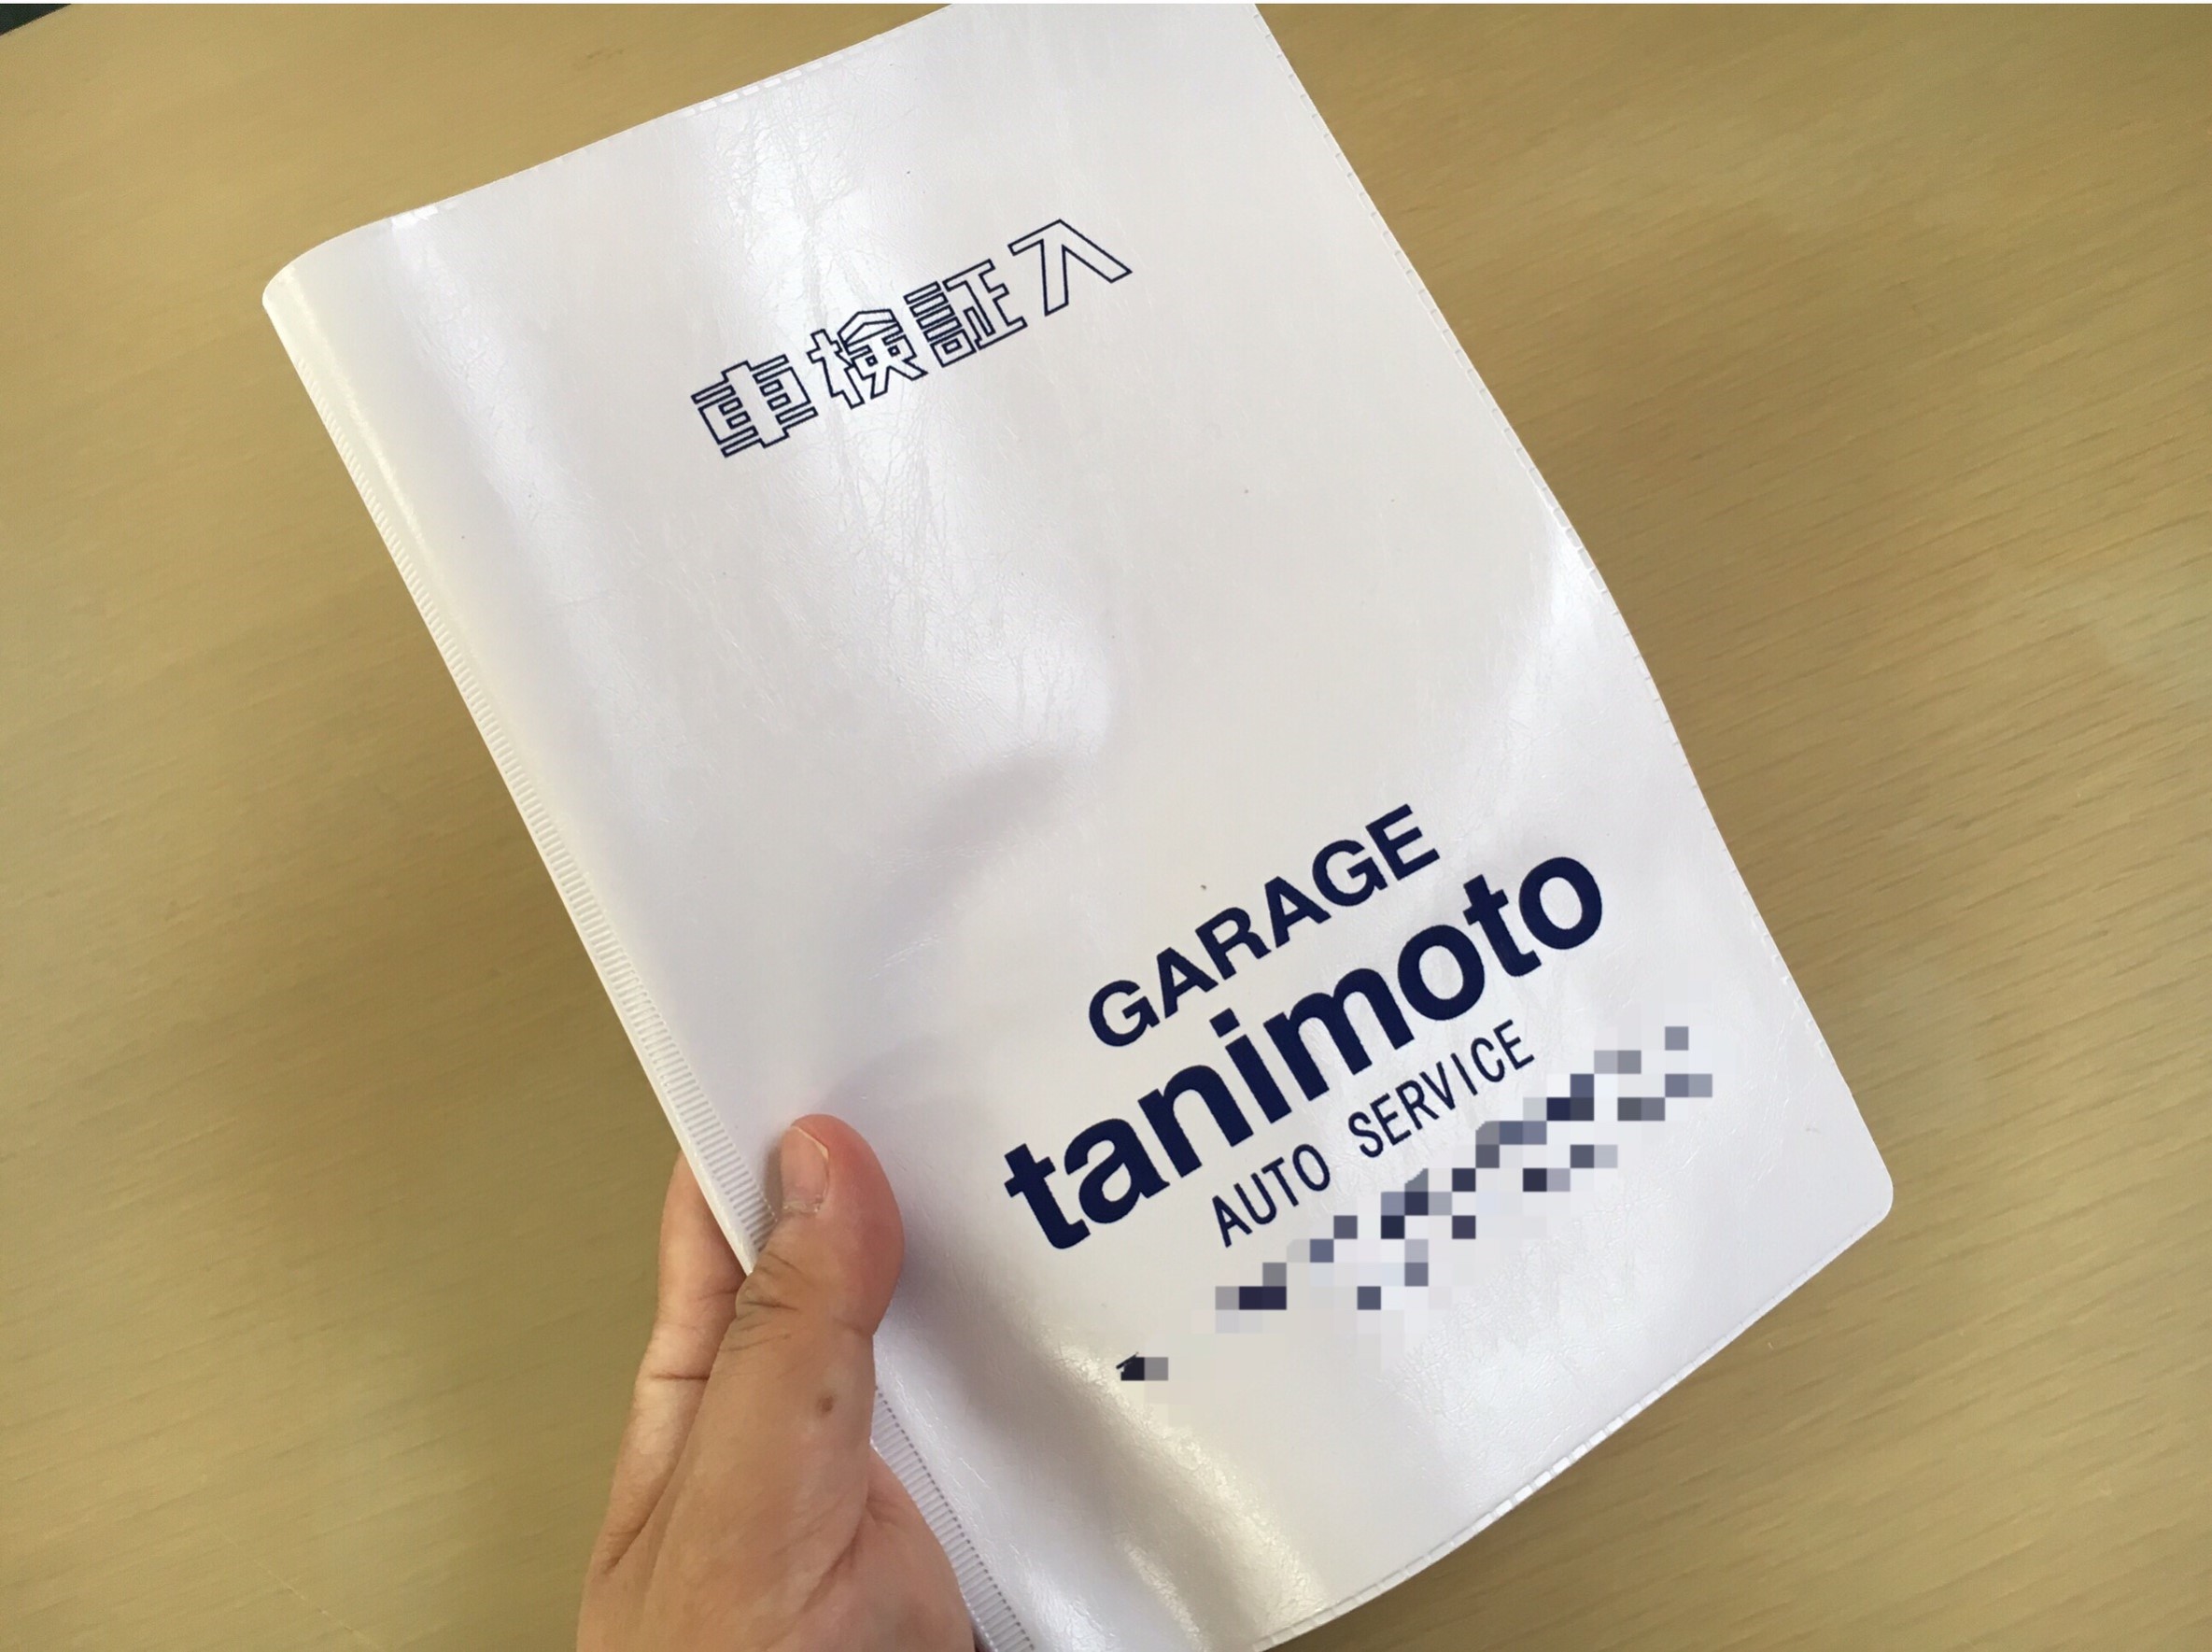 車検証入
GARAGE
tanimoto
AUTO SERVICE